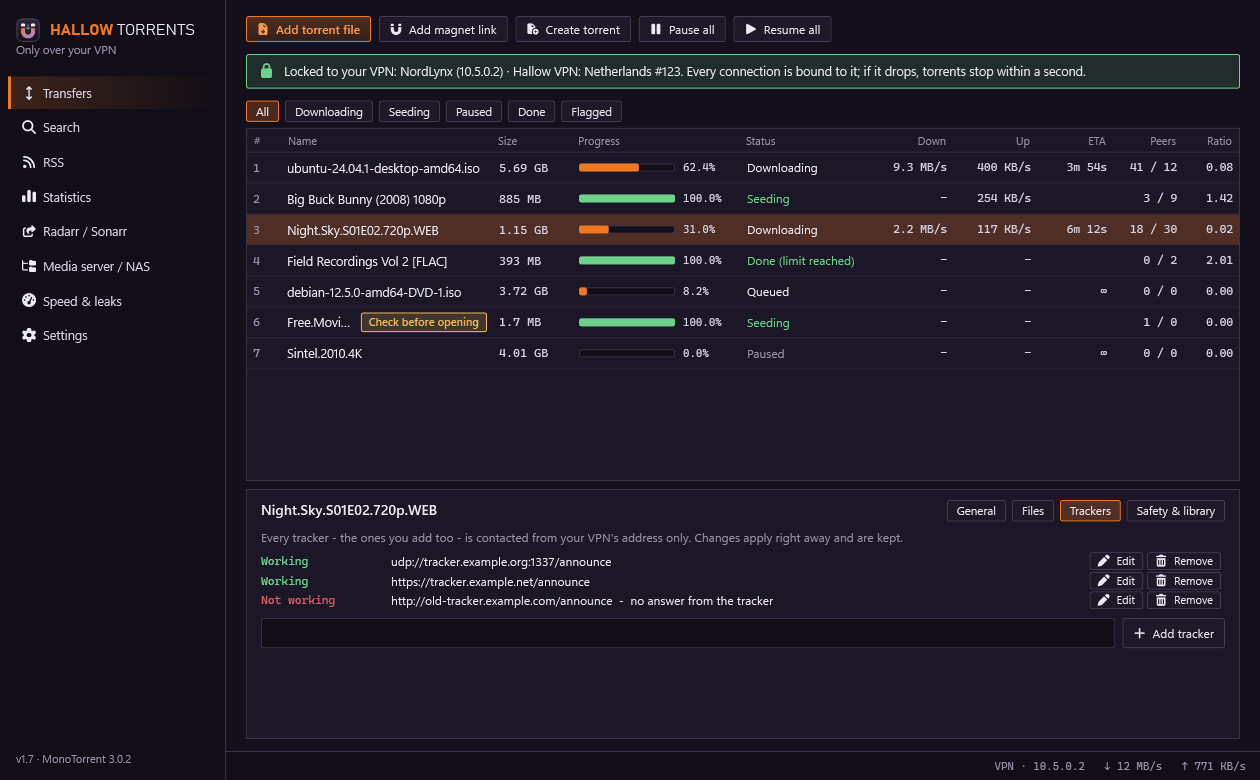 HALLOW TORRENTS
Only over your VPN
Transfers
Search
RSS
Statistics
Radarr / Sonarr
Media server / NAS
Speed & leaks
Settings
v1.7 · MonoTorrent 3.0.2
Add torrent file Add magnet link Create torrent Pause all Resume all
Locked to your VPN: NordLynx (10.5.0.2) · Hallow VPN: Netherlands #123. Every connection is bound to it; if it drops, torrents stop within a second.
All Downloading Seeding Paused Done Flagged
# Name Size Progress Status Down Up ETA Peers Ratio
1 ubuntu-24.04.1-desktop-amd64.iso 5.69 GB 62.4% Downloading 9.3 MB/s 400 KB/s 3m 54s 41 / 12 0.08
2 Big Buck Bunny (2008) 1080p 885 MB 100.0% Seeding – 254 KB/s 3 / 9 1.42
3 Night.Sky.S01E02.720p.WEB 1.15 GB 31.0% Downloading 2.2 MB/s 117 KB/s 6m 12s 18 / 30 0.02
4 Field Recordings Vol 2 [FLAC] 393 MB 100.0% Done (limit reached) – – 0 / 2 2.01
5 debian-12.5.0-amd64-DVD-1.iso 3.72 GB 8.2% Queued – – ∞ 0 / 0 0.00
6 Free.Movi... Check before opening 1.7 MB 100.0% Seeding – – 1 / 0 0.00
7 Sintel.2010.4K 4.01 GB 0.0% Paused – – ∞ 0 / 0 0.00
Night.Sky.S01E02.720p.WEB General Files Trackers Safety & library
Every tracker - the ones you add too - is contacted from your VPN's address only. Changes apply right away and are kept.
Working udp://tracker.example.org:1337/announce Edit Remove
Working https://tracker.example.net/announce Edit Remove
Not working http://old-tracker.example.com/announce - no answer from the tracker Edit Remove
+ Add tracker
VPN · 10.5.0.2 ↓ 12 MB/s ↑ 771 KB/s